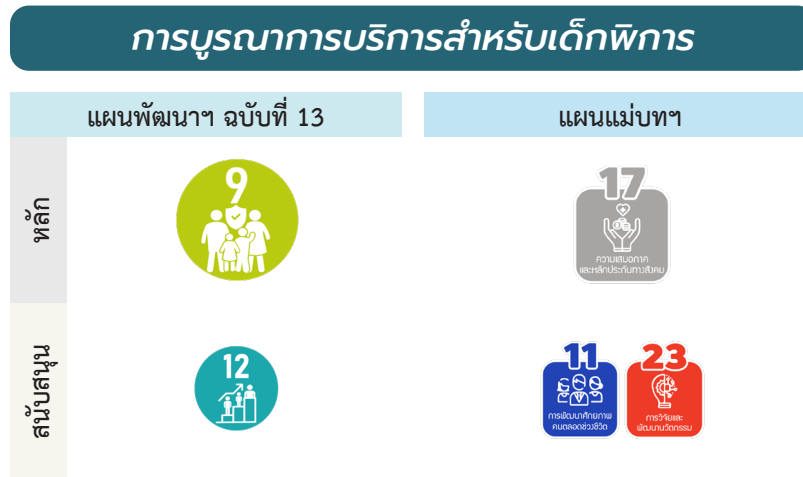 การบูรณาการบริการสำหรับเด็กพิการ
แผนพัฒนาฯ ฉบับที่ 13
แผนแม่บทฯ
หลัก
9
17
ความเสมอภาค
และหลักประกันทางสังคม
สนับสนุน
12
11
การพัฒนาศักยภาพ
คนตลอดช่วงชีวิต
23
การวิจัยและ
พัฒนานวัตกรรม